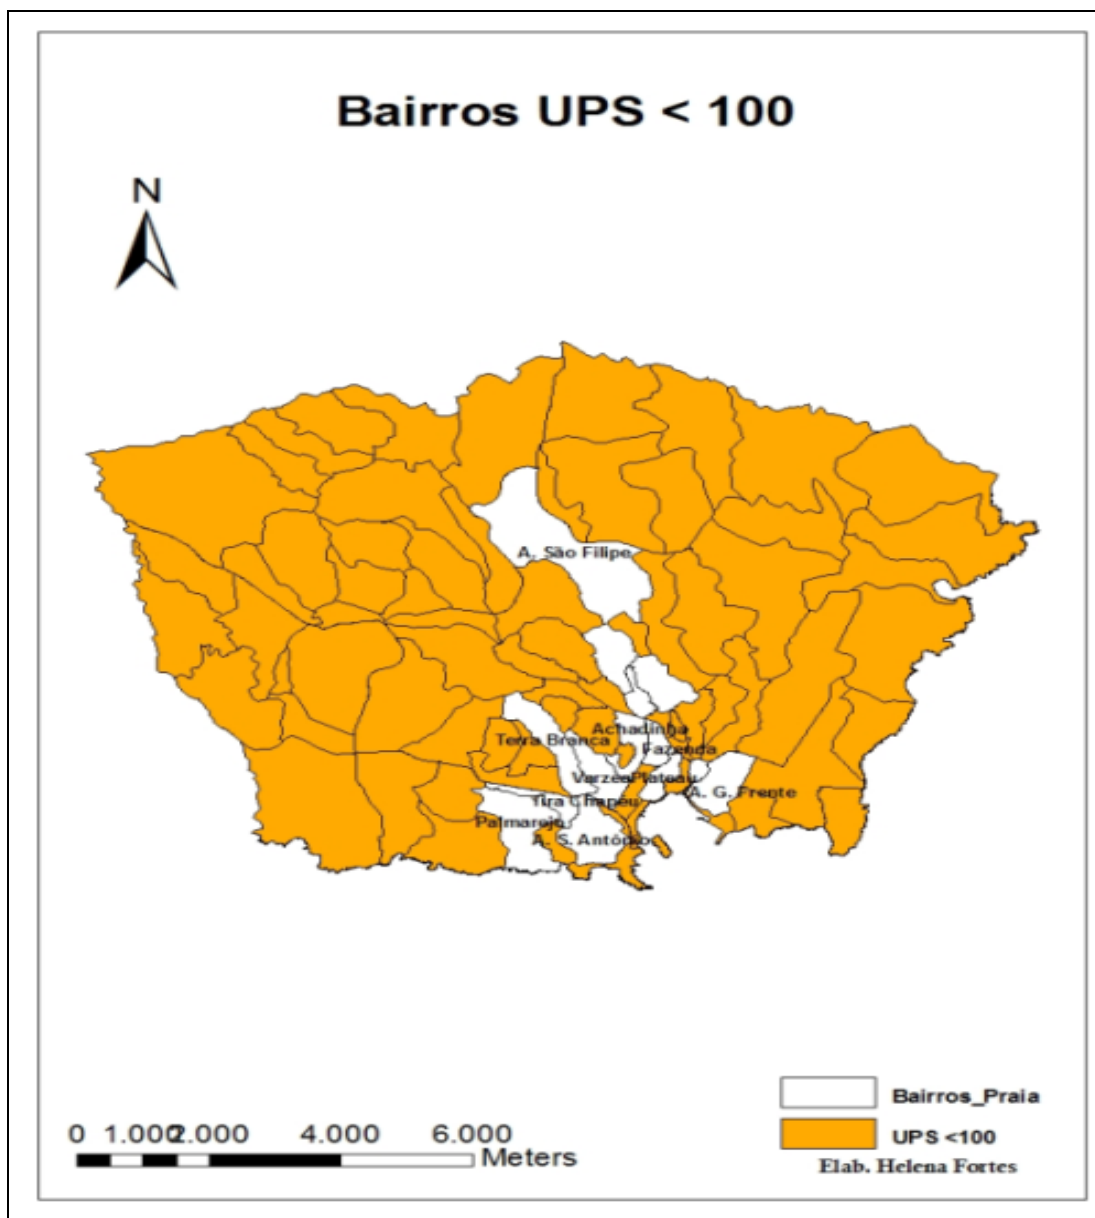 Bairros UPS < 100
N
A. São Filipe
Achadinha
Terra Branca
Fazenda
Varzea
Plateau
A. G. Frente
Tira Chapéu
Palmarejo
A. S. António
0 1.000 2.000 4.000 6.000
Meters
Bairros_Praia
UPS <100
Elab. Helena Fortes